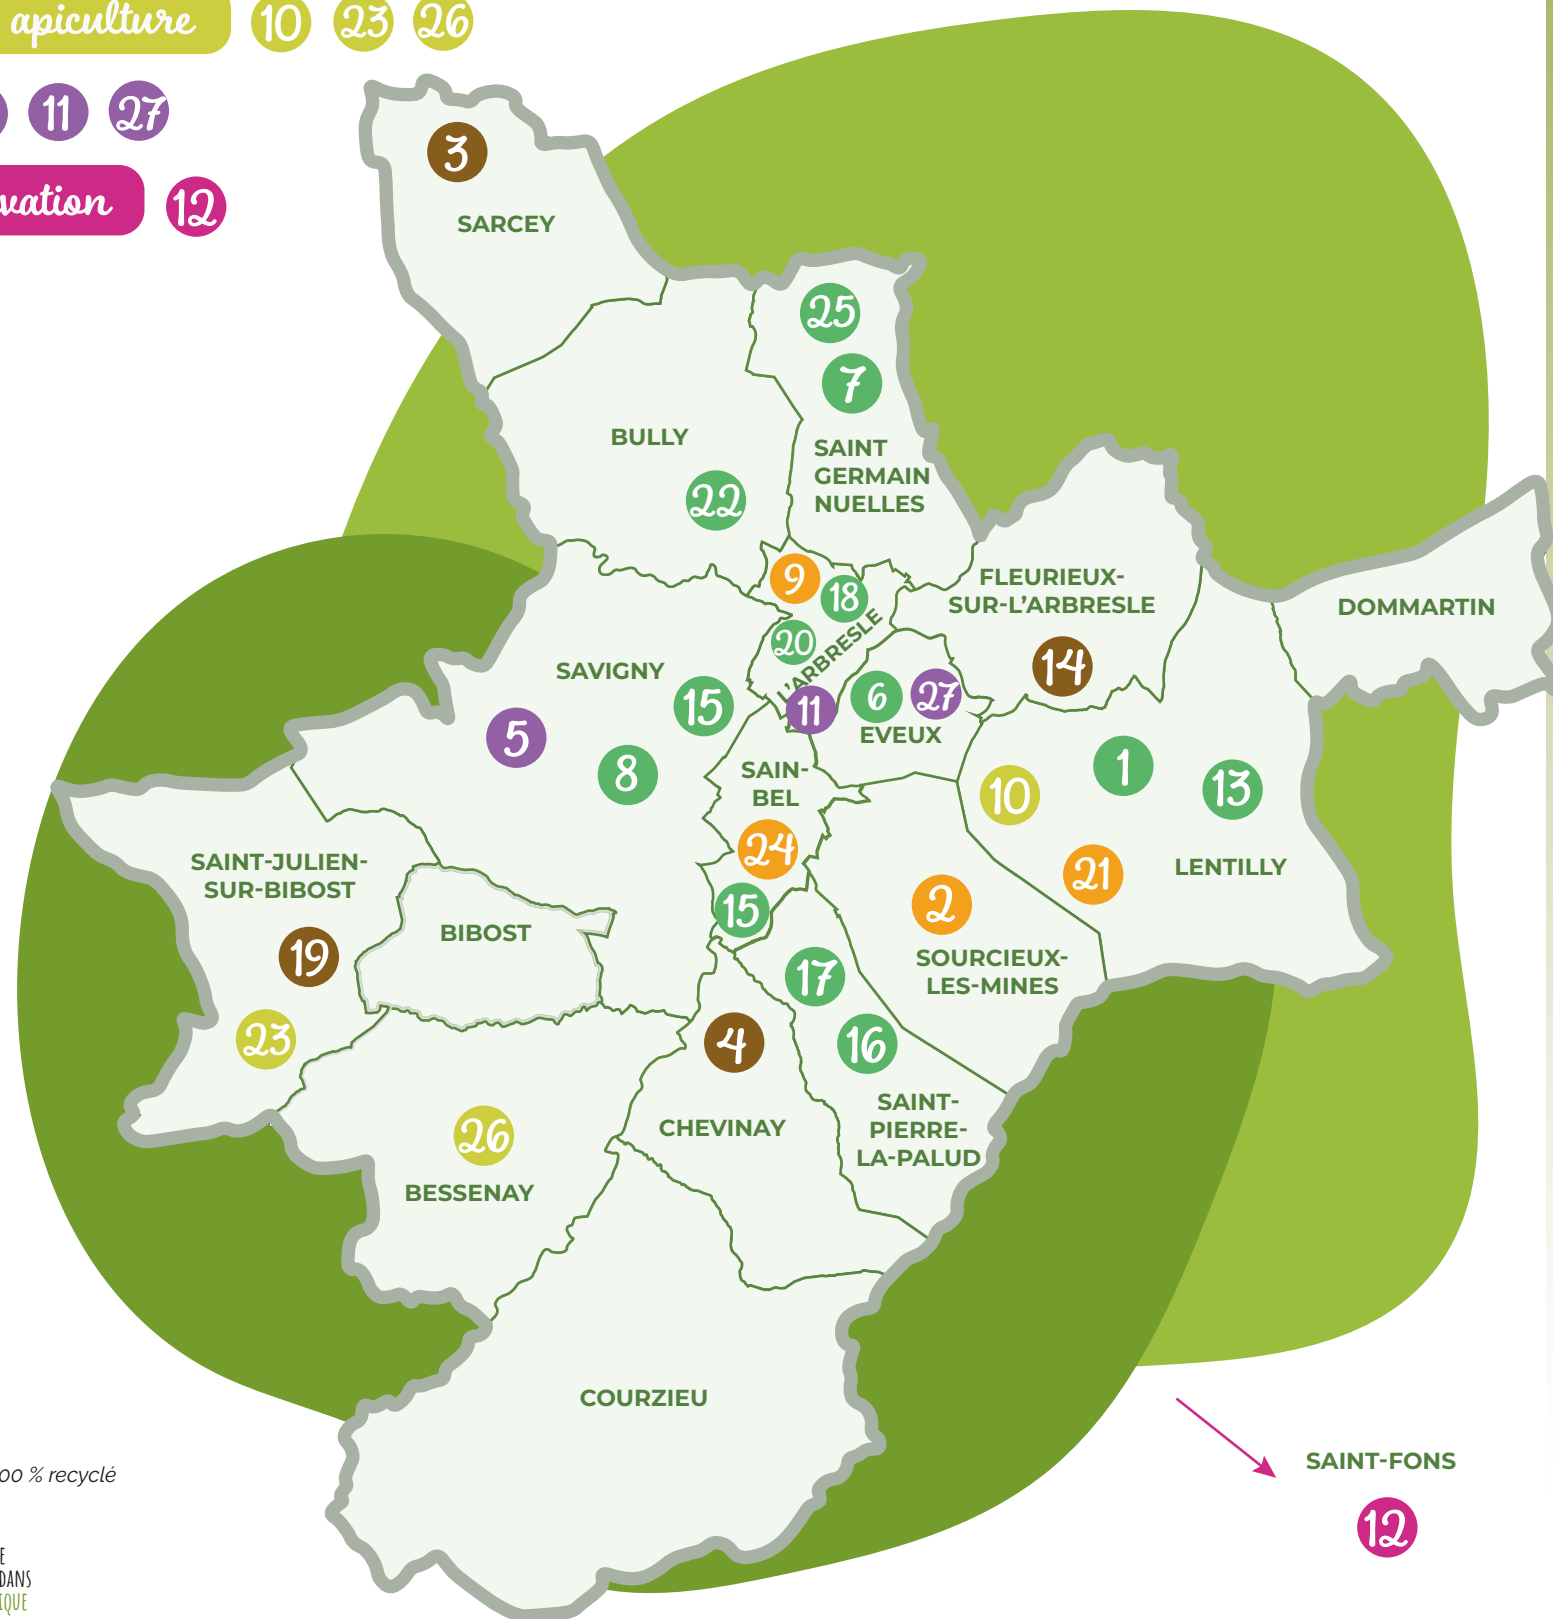 apiculture 10 23 26
11 27
vation 12
3
SARCEY
25
7
BULLY
SAINT
GERMAIN
NUELLES
22
9
18
FLEURIEUX-
SUR-L'ARBRESLE
DOMMARTIN
20
L'ARBRESLE
SAVIGNY
14
15
6
27
11
5
EVEUX
8
SAIN-
BEL
1
10
13
24
SAINT-JULIEN-
SUR-BIBOST
LENTILLY
21
2
15
BIBOST
19
SOURCIEUX-
LES-MINES
17
23
4
16
SAINT-
PIERRE-
LA-PALUD
CHEVINAY
26
BESSENAY
COURZIEU
SAINT-FONS
12
00 % recyclé
E
DANS
IQUE